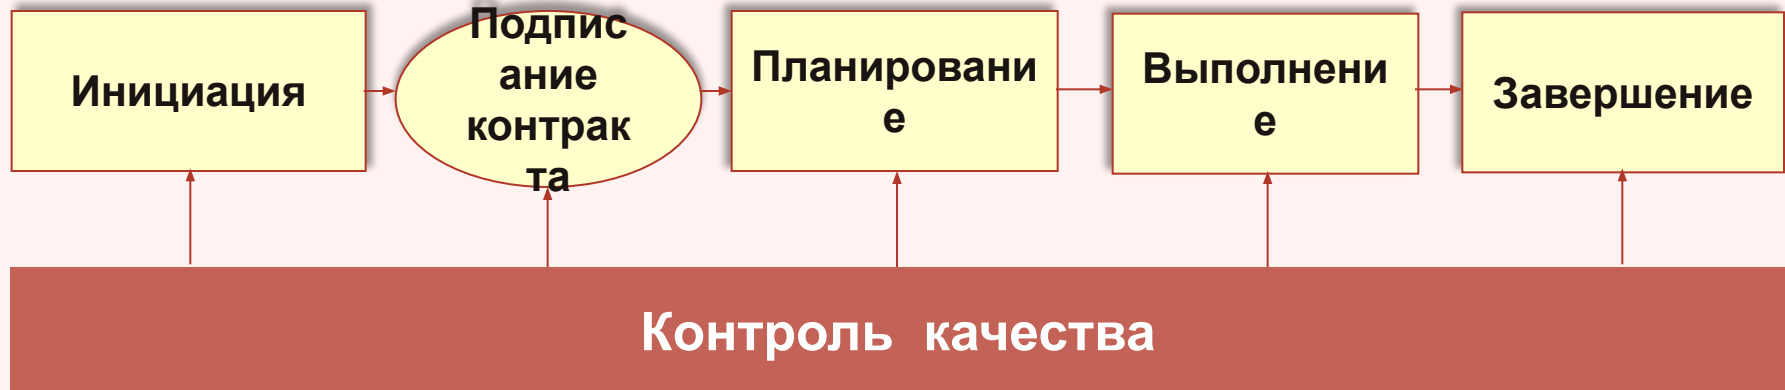 Инициация
Подпис
ание
контрак
та
Планировани
е
Выполнени
е
Завершение
Контроль качества